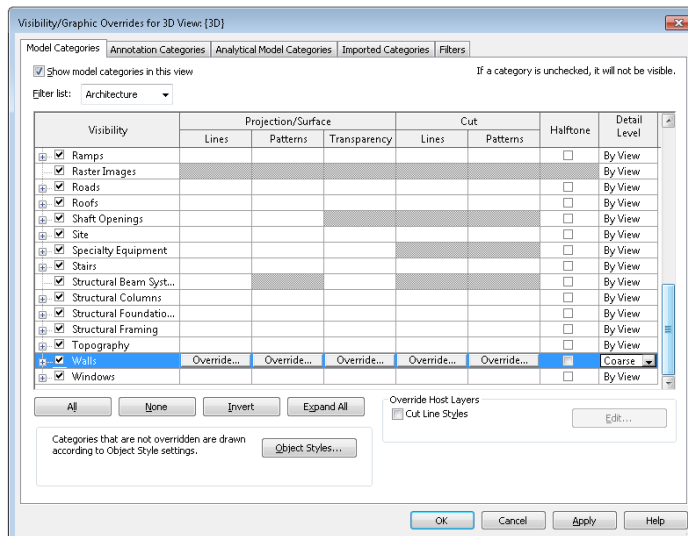 Visibility/Graphic Overrides for 3D View: {3D}
Model Categories Annotation Categories Analytical Model Categories Imported Categories Filters
Show model categories in this view
If a category is unchecked, it will not be visible.
Filter list: Architecture
Visibility Projection/Surface Cut Halftone Detail Level
Lines Patterns Transparency Lines Patterns
Ramps By View
Raster Images By View
Roads By View
Roofs By View
Shaft Openings By View
Site By View
Specialty Equipment By View
Stairs By View
Structural Beam Syst... By View
Structural Columns By View
Structural Foundatio... By View
Structural Framing By View
Topography By View
Walls Override... Override... Override... Override... Override... Coarse
Windows By View
All None Invert Expand All
Override Host Layers
Cut Line Styles Edit...
Categories that are not overridden are drawn
according to Object Style settings.
Object Styles...
OK Cancel Apply Help